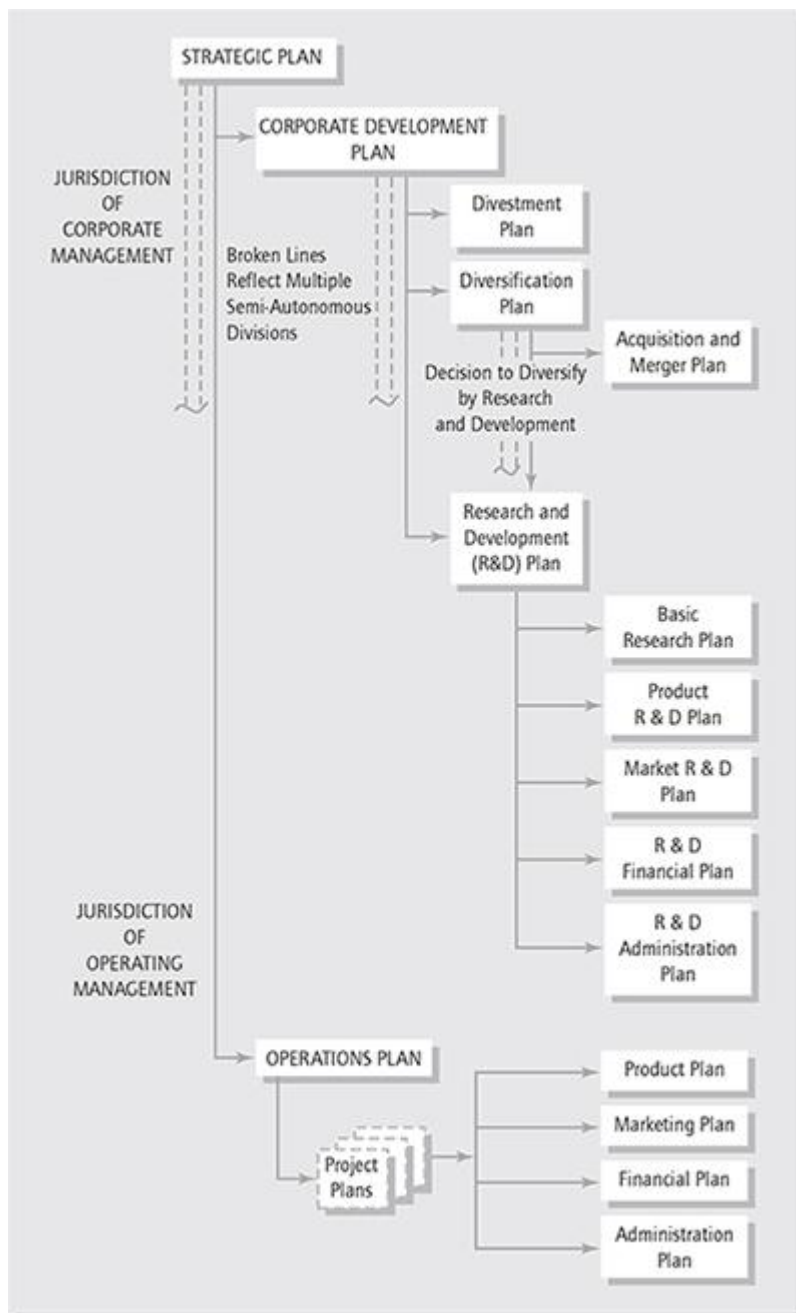 STRATEGIC PLAN
CORPORATE DEVELOPMENT
PLAN
JURISDICTION
OF
CORPORATE
MANAGEMENT
Broken Lines
Reflect Multiple
Semi-Autonomous
Divisions
Divestment
Plan
Diversification
Plan
Acquisition and
Merger Plan
Decision to Diversify
by Research
and Development
Research and
Development
(R&D) Plan
Basic
Research Plan
Product
R & D Plan
Market R & D
Plan
R & D
Financial Plan
R & D
Administration
Plan
JURISDICTION
OF
OPERATING
MANAGEMENT
OPERATIONS PLAN
Project
Plans
Product Plan
Marketing Plan
Financial Plan
Administration
Plan